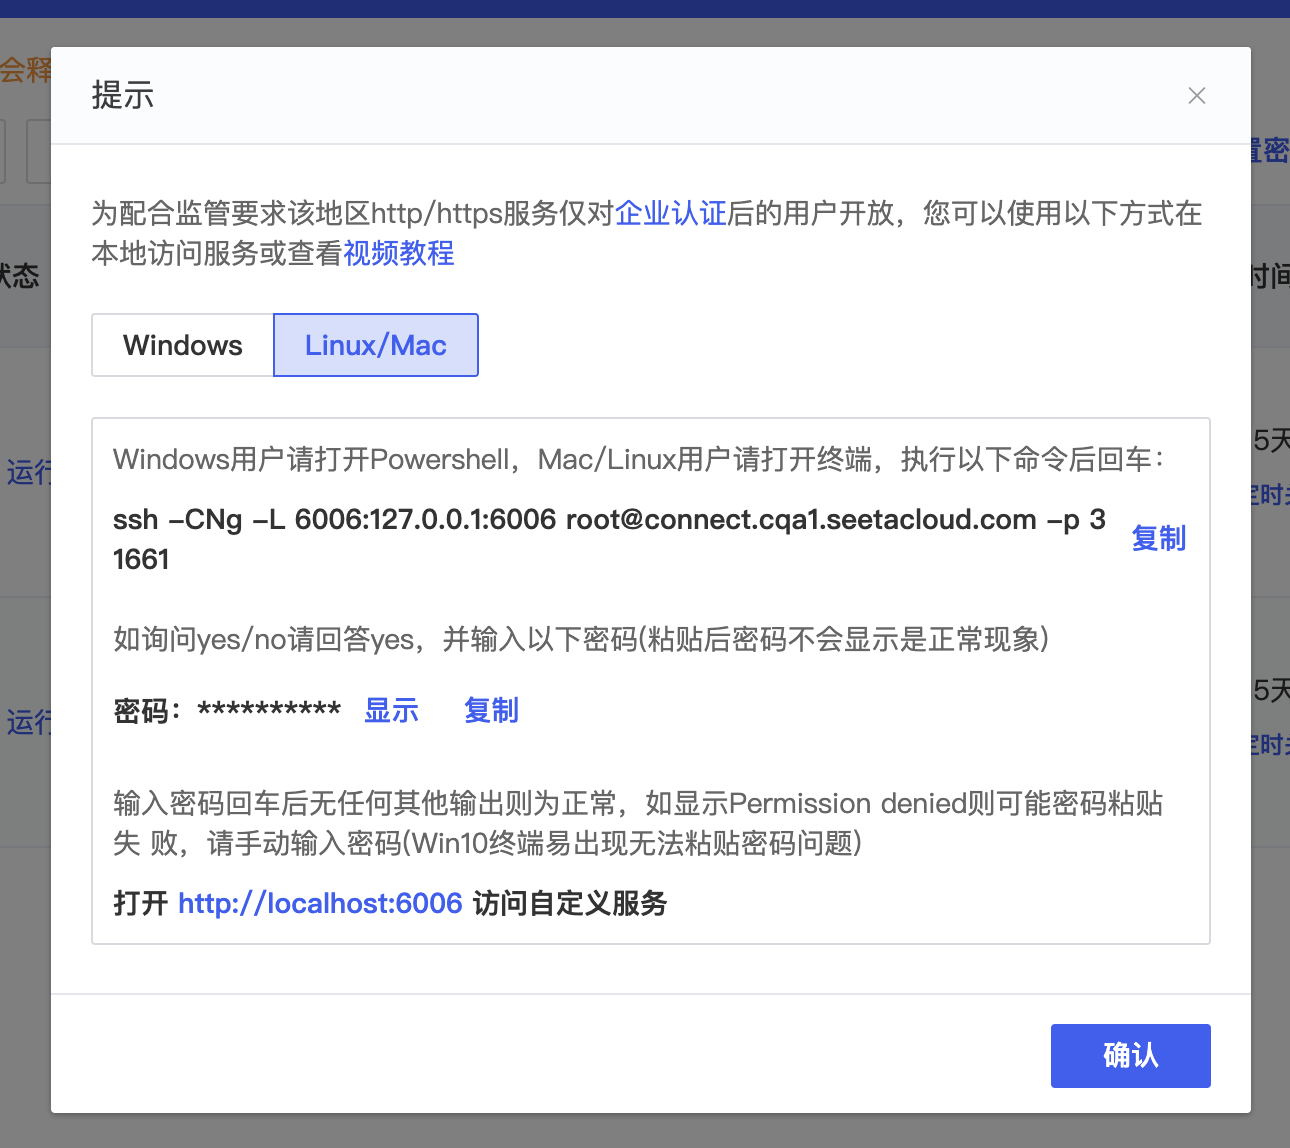 会释
提示
置密
为配合监管要求该地区http/https服务仅对企业认证后的用户开放，您可以使用以下方式在
本地访问服务或查看视频教程
状态
时间
Windows
Linux/Mac
Windows用户请打开Powershell，Mac/Linux用户请打开终端，执行以下命令后回车：
5天
运行
ssh -CNg -L 6006:127.0.0.1:6006 root@connect.cqa1.seetacloud.com -p 3
1661
复制
定时关
如询问yes/no请回答yes，并输入以下密码(粘贴后密码不会显示是正常现象)
5天
密码：********** 显示 复制
运行
定时关
输入密码回车后无任何其他输出则为正常，如显示Permission denied则可能密码粘贴
失 败，请手动输入密码(Win10终端易出现无法粘贴密码问题)
打开 http://localhost:6006 访问自定义服务
确认